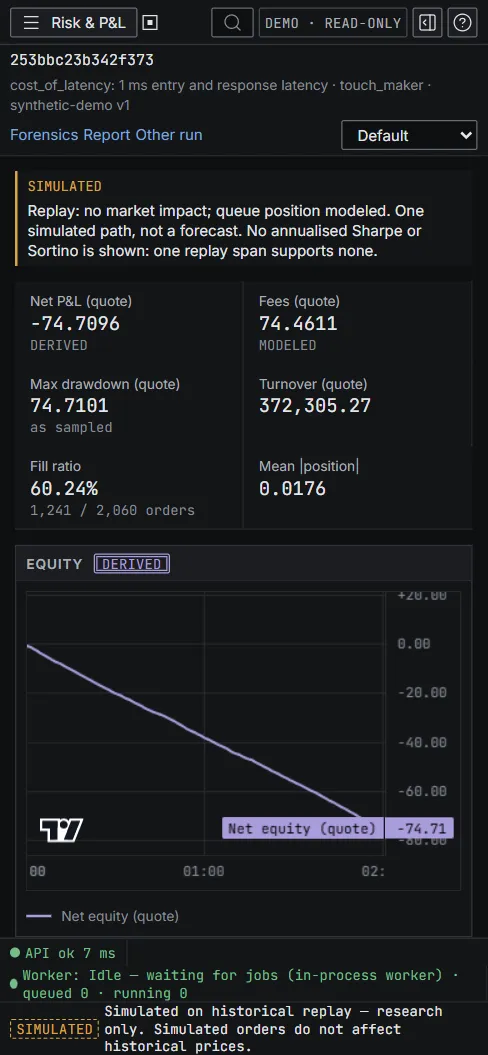 Risk & P&L
DEMO · READ-ONLY
253bbc23b342f373
cost_of_latency: 1 ms entry and response latency · touch_maker ·
synthetic-demo v1
Forensics Report Other run
Default
SIMULATED
Replay: no market impact; queue position modeled. One
simulated path, not a forecast. No annualised Sharpe or
Sortino is shown: one replay span supports none.
Net P&L (quote)
-74.7096
DERIVED
Fees (quote)
74.4611
MODELED
Max drawdown (quote)
74.7101
as sampled
Turnover (quote)
372,305.27
Fill ratio
60.24%
1,241 / 2,060 orders
Mean |position|
0.0176
EQUITY DERIVED
+20.00
0.00
-20.00
-40.00
-60.00
Net equity (quote) -74.71
-80.00
00 01:00 02:
Net equity (quote)
API ok 7 ms
Worker: Idle — waiting for jobs (in-process worker) ·
queued 0 · running 0
SIMULATED
Simulated on historical replay — research
only. Simulated orders do not affect
historical prices.